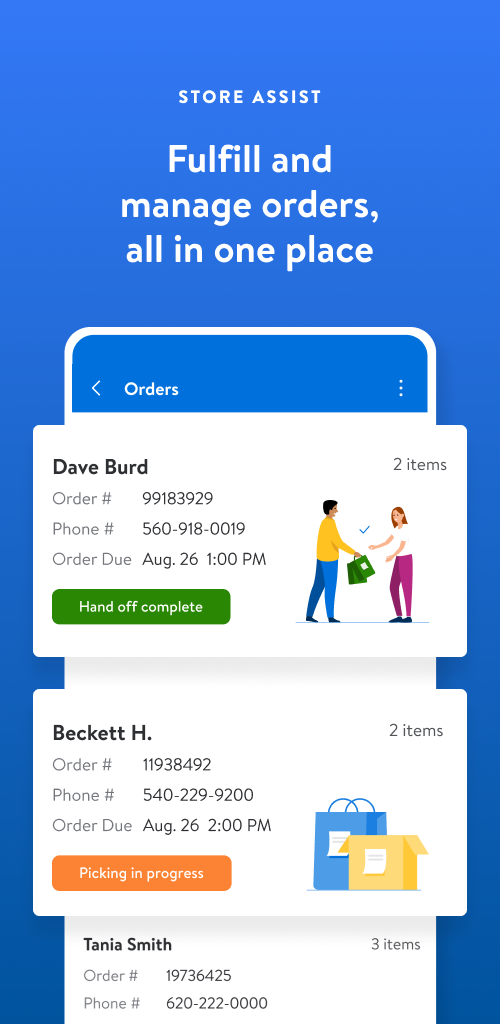 STORE ASSIST
Fulfill and
manage orders,
all in one place
Orders
Dave Burd 2 items
Order # 99183929
Phone # 560-918-0019
Order Due Aug. 26 1:00 PM
Hand off complete
Beckett H. 2 items
Order # 11938492
Phone # 540-229-9200
Order Due Aug. 26 2:00 PM
Picking in progress
Tania Smith 3 items
Order # 19736425
Phone # 620-222-0000